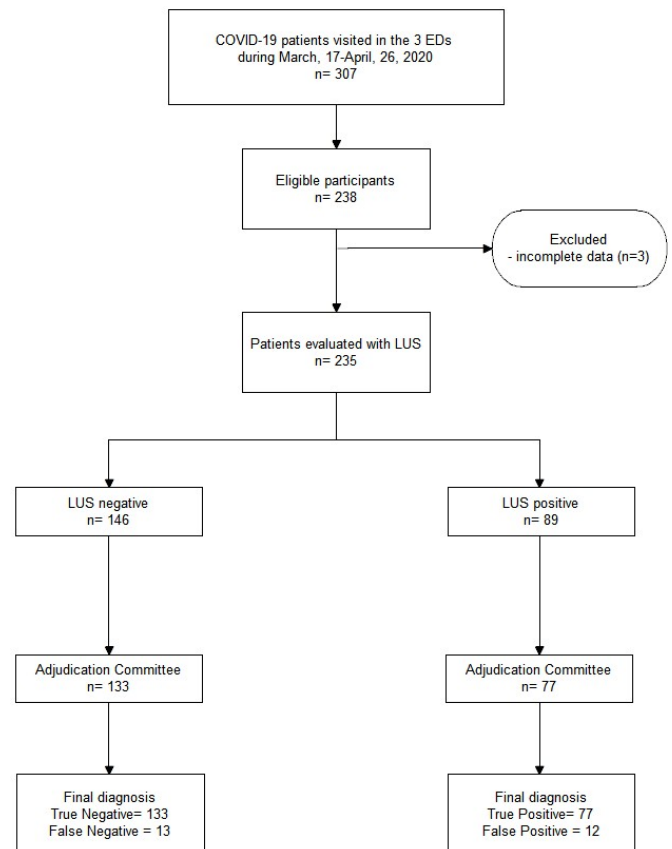 COVID-19 patients visited in the 3 EDs
during March, 17-April, 26, 2020
n= 307
Eligible participants
n= 238
Excluded
- incomplete data (n=3)
Patients evaluated with LUS
n= 235
LUS negative
n= 146
LUS positive
n= 89
Adjudication Committee
n= 133
Adjudication Committee
n= 77
Final diagnosis
True Negative= 133
False Negative = 13
Final diagnosis
True Positive= 77
False Positive = 12